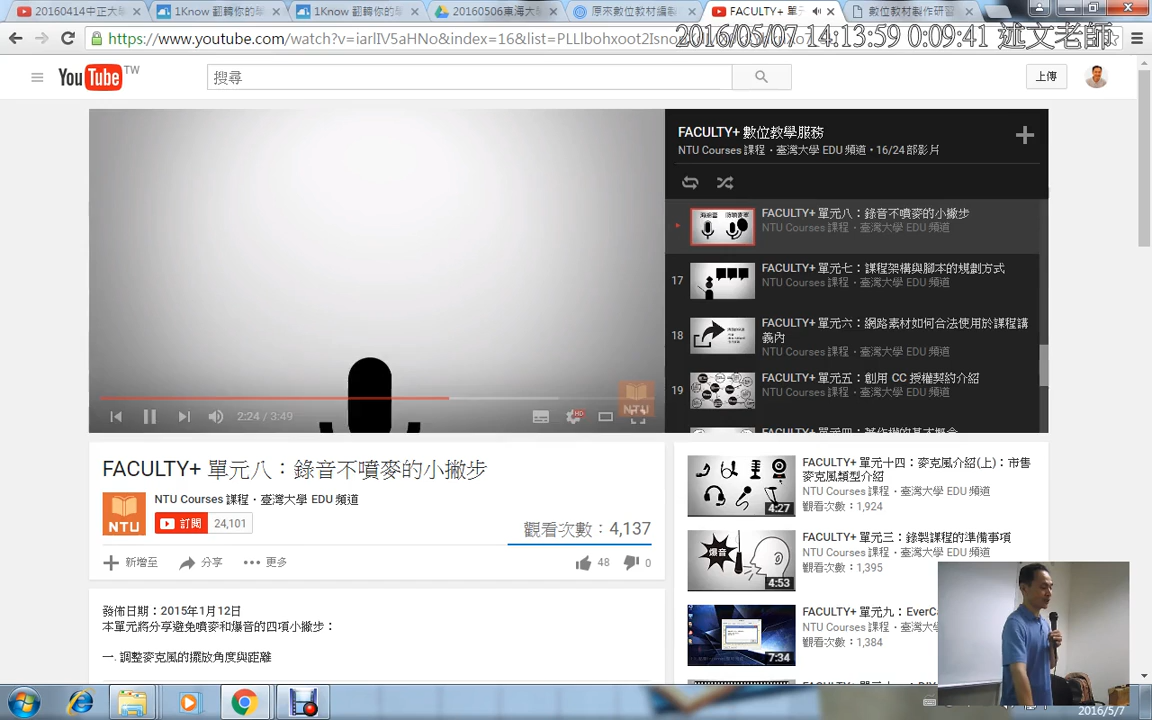 20160414中正大學
1Know 翻轉你的學
1Know 翻轉你的學
20160506東海大學
原來數位教材編製
FACULTY+ 單元
數位教材製作研習
https://www.youtube.com/watch?v=iarlIV5aHNo&index=16&list=PLLlbohxoot2Isno
2016/05/07 14:13:59 0:09:41 述文老師
YouTube TW
搜尋
上傳
FACULTY+ 數位教學服務
NTU Courses 課程・臺灣大學 EDU 頻道 • 16/24 部影片
FACULTY+ 單元八：錄音不噴麥的小撇步
NTU Courses 課程・臺灣大學 EDU 頻道
17
FACULTY+ 單元七：課程架構與腳本的規劃方式
NTU Courses 課程・臺灣大學 EDU 頻道
18
FACULTY+ 單元六：網路素材如何合法使用於課程講
義內
NTU Courses 課程・臺灣大學 EDU 頻道
19
FACULTY+ 單元五：創用 CC 授權契約介紹
NTU Courses 課程・臺灣大學 EDU 頻道
FACULTY+ 單元四：著作權的基本概念
NTU
2:24 / 3:49
HD
FACULTY+ 單元八：錄音不噴麥的小撇步
NTU
NTU Courses 課程・臺灣大學 EDU 頻道
訂閱 24,101
觀看次數：4,137
新增至
分享
更多
48
0
發佈日期：2015年1月12日
本單元將分享避免噴麥和爆音的四項小撇步：
一. 調整麥克風的擺放角度與距離
4:27
FACULTY+ 單元十四：麥克風介紹(上)：市售
麥克風類型介紹
NTU Courses 課程・臺灣大學 EDU 頻道
觀看次數：1,924
爆音
4:53
FACULTY+ 單元三：錄製課程的準備事項
NTU Courses 課程・臺灣大學 EDU 頻道
觀看次數：1,395
7:34
FACULTY+ 單元九：EverC
NTU Courses 課程・臺灣大學 EDU 頻
觀看次數：1,384
2016/5/7